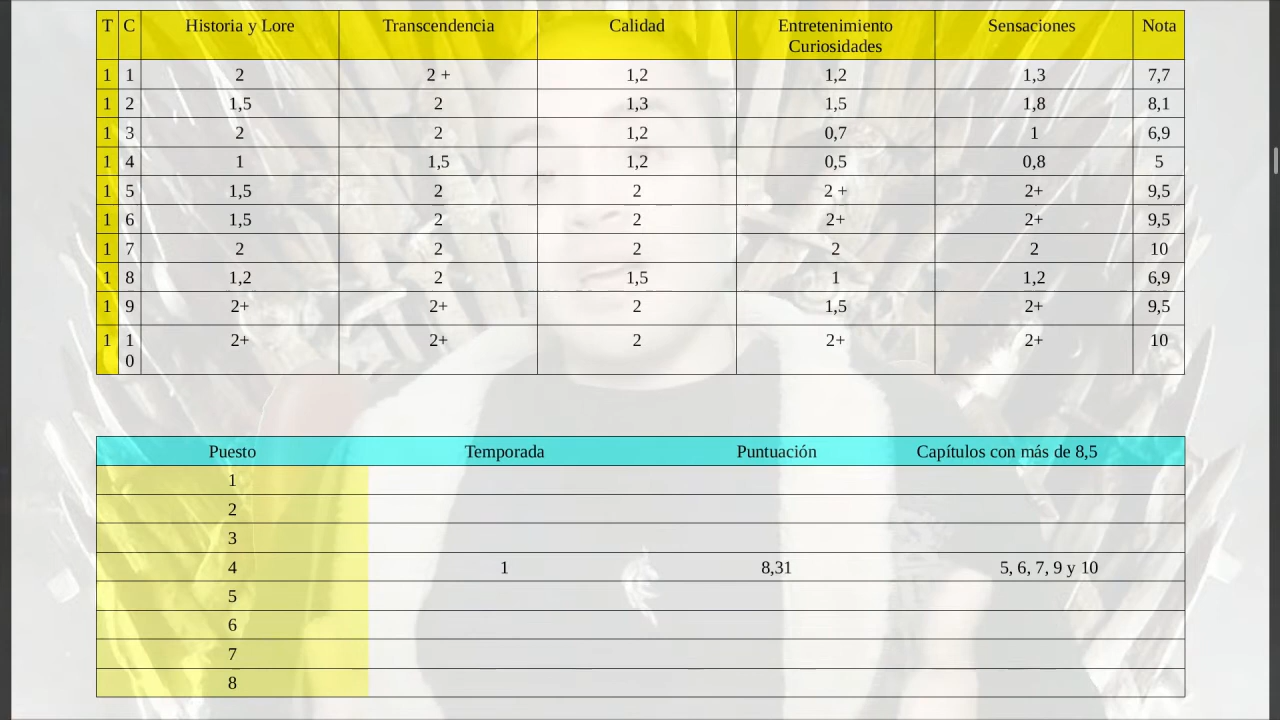 T C Historia y Lore Transcendencia Calidad Entretenimiento Curiosidades Sensaciones Nota
1 1 2 2 + 1,2 1,2 1,3 7,7
1 2 1,5 2 1,3 1,5 1,8 8,1
1 3 2 2 1,2 0,7 1 6,9
1 4 1 1,5 1,2 0,5 0,8 5
1 5 1,5 2 2 2 + 2+ 9,5
1 6 1,5 2 2 2+ 2+ 9,5
1 7 2 2 2 2 2 10
1 8 1,2 2 1,5 1 1,2 6,9
1 9 2+ 2+ 2 1,5 2+ 9,5
1 10 2+ 2+ 2 2+ 2+ 10
Puesto Temporada Puntuación Capítulos con más de 8,5
1
2
3
4 1 8,31 5, 6, 7, 9 y 10
5
6
7
8